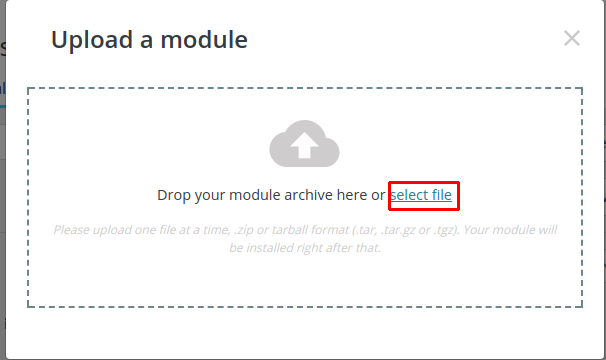 Upload a module
Drop your module archive here or select file
Please upload one file at a time, .zip or tarball format (.tar, .tar.gz or .tgz). Your module will
be installed right after that.